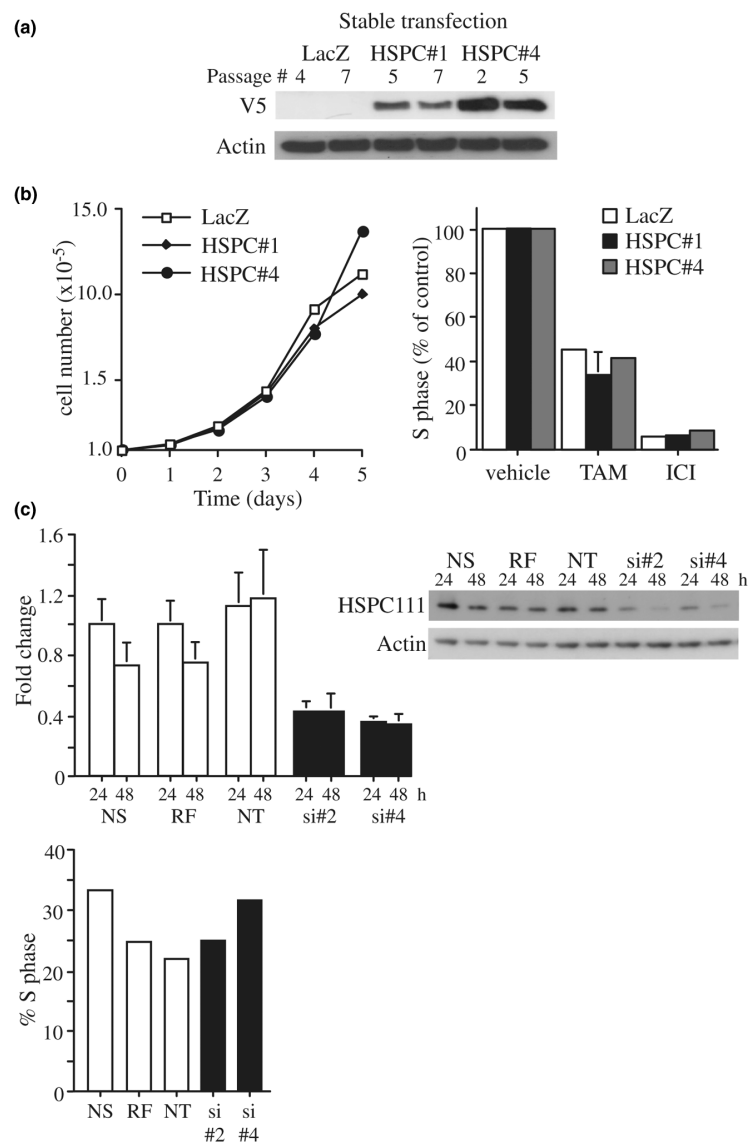 (a)
Stable transfection
LacZ HSPC#1 HSPC#4
Passage # 4 7 5 7 2 5
V5
Actin
(b)
cell number (x10-5)
15.0
10.0
1.5
1.0
0 1 2 3 4 5
Time (days)
LacZ
HSPC#1
HSPC#4
S phase (% of control)
100
80
60
40
20
0
vehicle TAM ICI
LacZ
HSPC#1
HSPC#4
(c)
Fold change
1.6
1.2
0.8
0.4
0
24 48 24 48 24 48 24 48 24 48 h
NS RF NT si#2 si#4
NS RF NT si#2 si#4
24 48 24 48 24 48 24 48 24 48 h
HSPC111
Actin
% S phase
40
30
20
10
0
NS RF NT si si
#2 #4